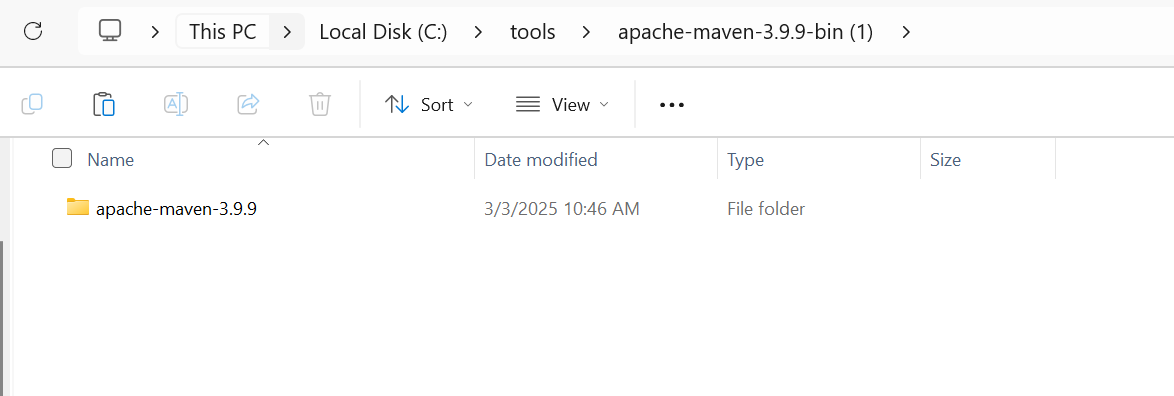 This PC Local Disk (C:) tools apache-maven-3.9.9-bin (1)
Sort View
Name Date modified Type Size
apache-maven-3.9.9 3/3/2025 10:46 AM File folder